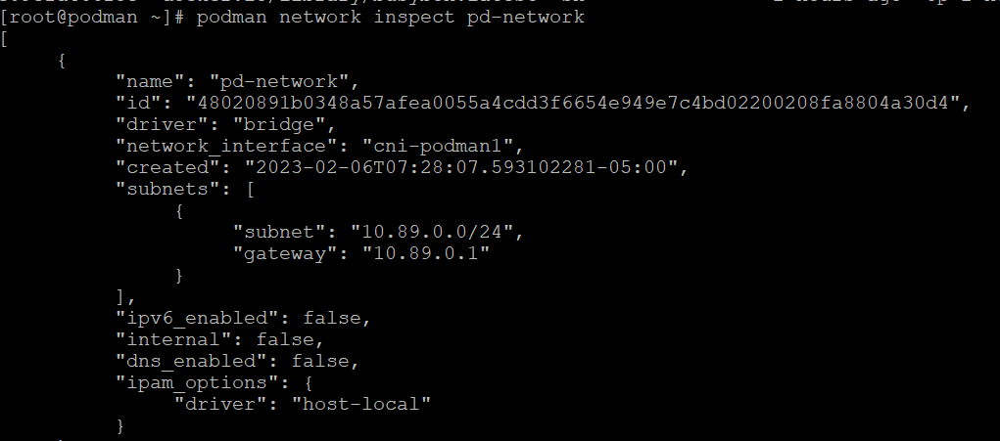 [root@podman ~]# podman network inspect pd-network
[
     {
          "name": "pd-network",
          "id": "48020891b0348a57afea0055a4cdd3f6654e949e7c4bd02200208fa8804a30d4",
          "driver": "bridge",
          "network_interface": "cni-podman1",
          "created": "2023-02-06T07:28:07.593102281-05:00",
          "subnets": [
               {
                    "subnet": "10.89.0.0/24",
                    "gateway": "10.89.0.1"
               }
          ],
          "ipv6_enabled": false,
          "internal": false,
          "dns_enabled": false,
          "ipam_options": {
               "driver": "host-local"
          }